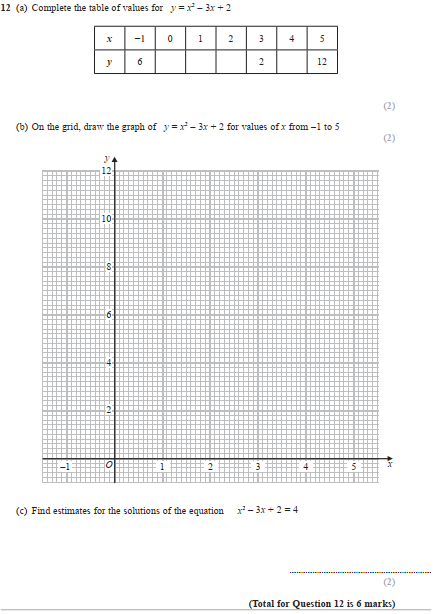 12 (a) Complete the table of values for y = x² – 3x + 2
x –1 0 1 2 3 4 5
y 6 2 12
(2)
(b) On the grid, draw the graph of y = x² – 3x + 2 for values of x from –1 to 5
(2)
y
12
10
8
6
4
2
–1 O 1 2 3 4 5 x
(c) Find estimates for the solutions of the equation x² – 3x + 2 = 4
(2)
(Total for Question 12 is 6 marks)